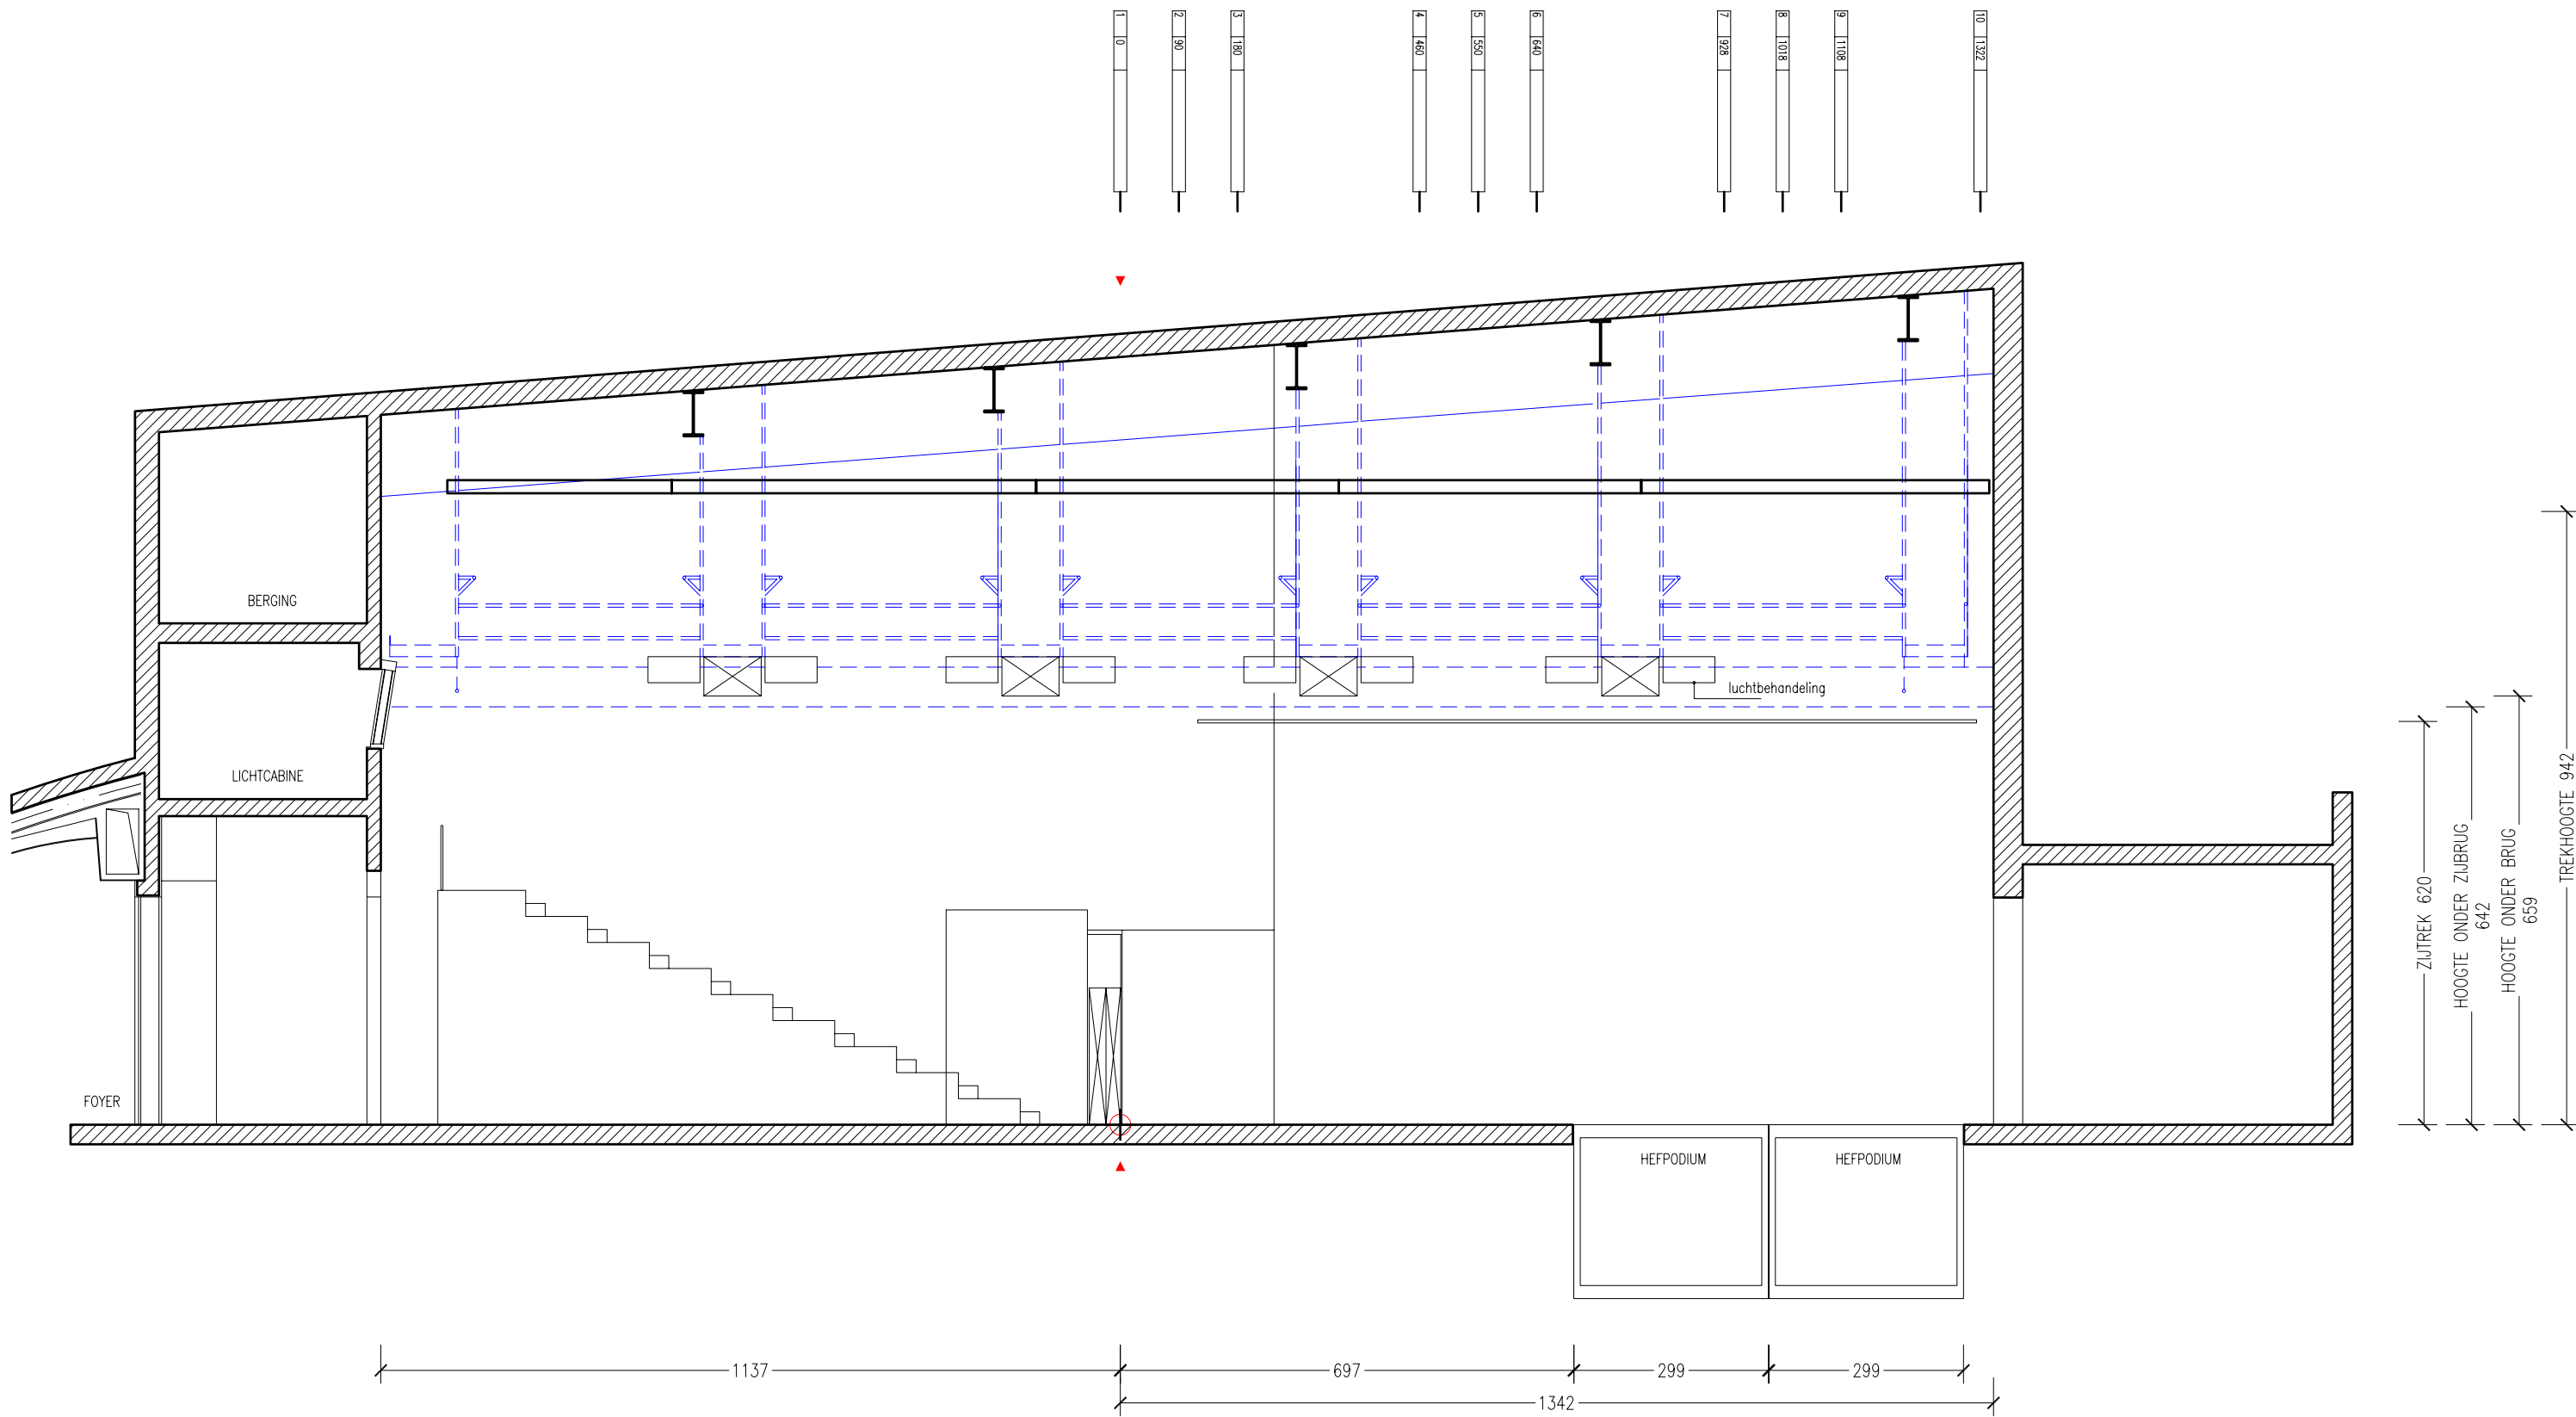 1 0
2 90
3 180
4 460
5 550
6 640
7 928
8 1018
9 1108
10 1322
BERGING
LICHTCABINE
luchtbehandeling
FOYER
HEFPODIUM
HEFPODIUM
ZIJTREK 620
HOOGTE ONDER ZIJBRUG
642
HOOGTE ONDER BRUG
659
TREKHOOGTE 942
1137
697
299
299
1342